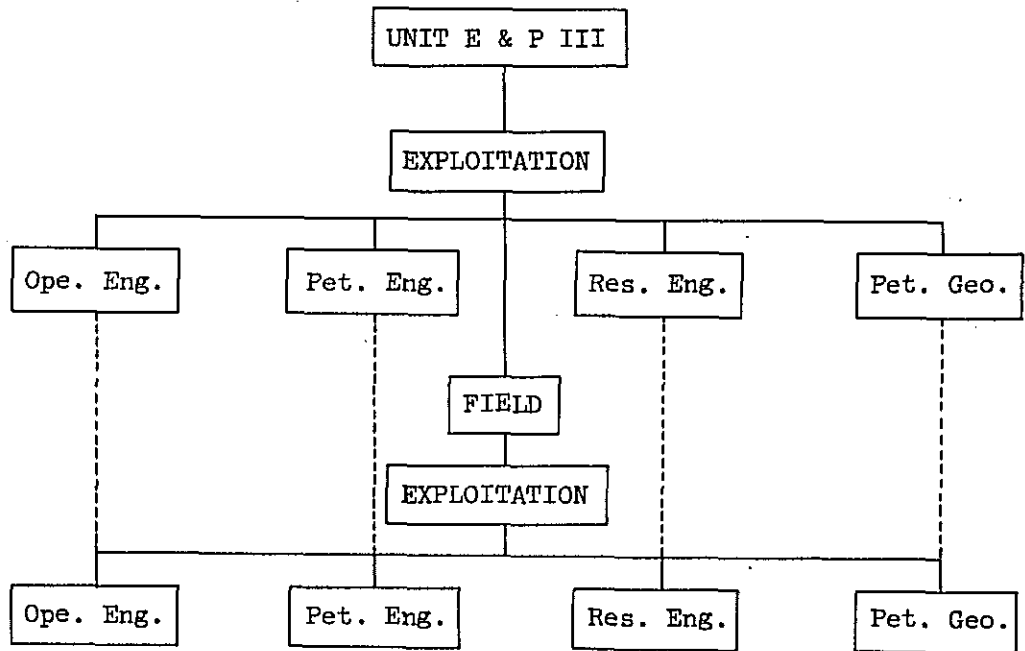 UNIT E & P III
EXPLOITATION
Ope. Eng.
Pet. Eng.
Res. Eng.
Pet. Geo.
FIELD
EXPLOITATION
Ope. Eng.
Pet. Eng.
Res. Eng.
Pet. Geo.